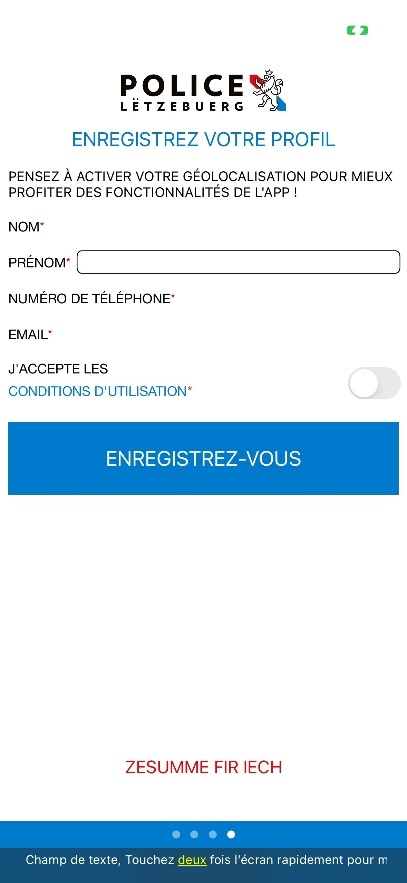 POLICE
LËTZEBUERG
ENREGISTREZ VOTRE PROFIL
PENSEZ À ACTIVER VOTRE GÉOLOCALISATION POUR MIEUX
PROFITER DES FONCTIONNALITÉS DE L'APP !
NOM*
PRÉNOM*
NUMÉRO DE TÉLÉPHONE*
EMAIL*
J'ACCEPTE LES
CONDITIONS D'UTILISATION*
ENREGISTREZ-VOUS
ZESUMME FIR IECH
Champ de texte, Touchez deux fois l'écran rapidement pour m